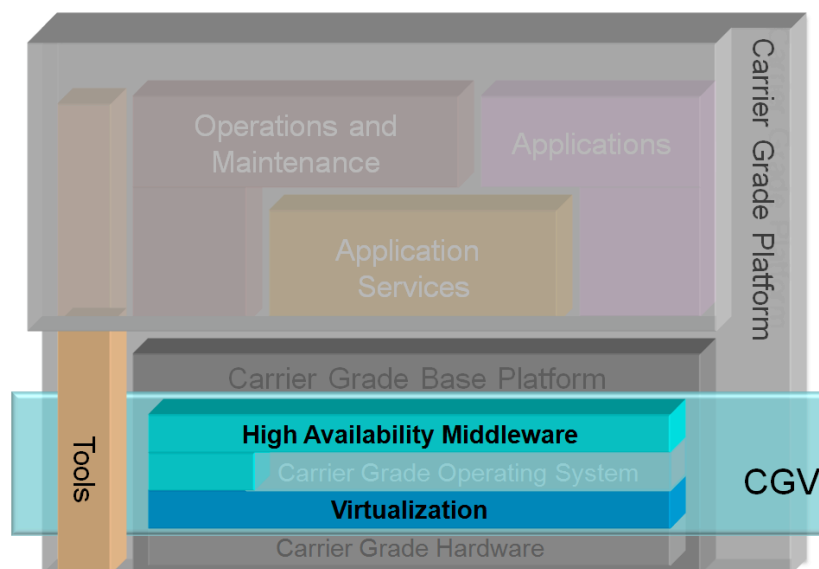 Operations and
Maintenance
Applications
Carrier Grade Platform
Application
Services
Carrier Grade Base Platform
High Availability Middleware
Tools
Carrier Grade Operating System
CGV
Virtualization
Carrier Grade Hardware